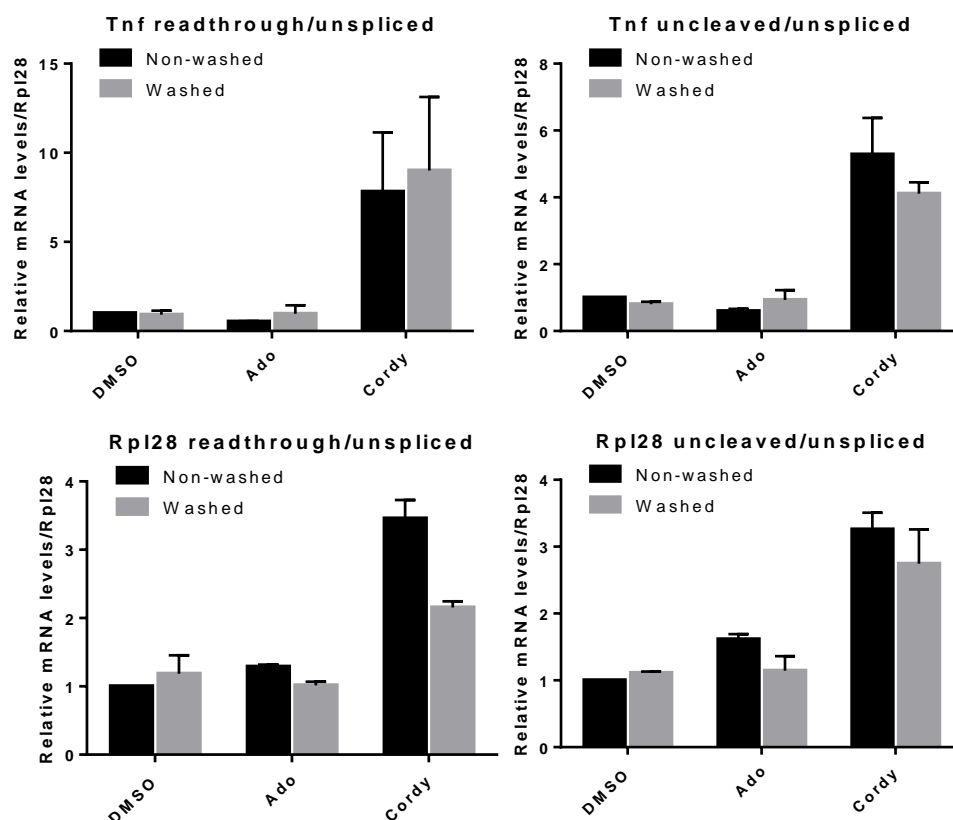 Tnf readthrough/unspliced
Non-washed
Washed
Relative mRNA levels/Rpl28
15
10
5
0
DMSO
Ado
Cordy
Tnf uncleaved/unspliced
Non-washed
Washed
Relative mRNA levels/Rpl28
8
6
4
2
0
DMSO
Ado
Cordy
Rpl28 readthrough/unspliced
Non-washed
Washed
Relative mRNA levels/Rpl28
4
3
2
1
0
DMSO
Ado
Cordy
Rpl28 uncleaved/unspliced
Non-washed
Washed
Relative mRNA levels/Rpl28
4
3
2
1
0
DMSO
Ado
Cordy